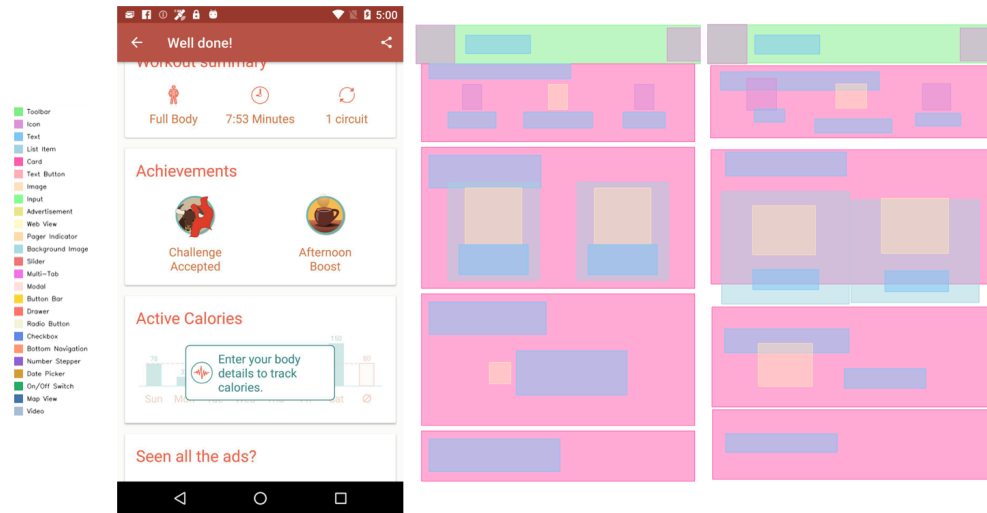 Toolbar
Icon
Text
List Item
Card
Text Button
Image
Input
Advertisement
Web View
Pager Indicator
Background Image
Slider
Multi-Tab
Modal
Button Bar
Drawer
Radio Button
Checkbox
Bottom Navigation
Number Stepper
Date Picker
On/Off Switch
Map View
Video
5:00
Well done!
Workout summary
Full Body 7:53 Minutes 1 circuit
Achievements
Challenge Afternoon
Accepted Boost
Active Calories
150
78 80
Enter your body
details to track
calories.
Sun
Seen all the ads?